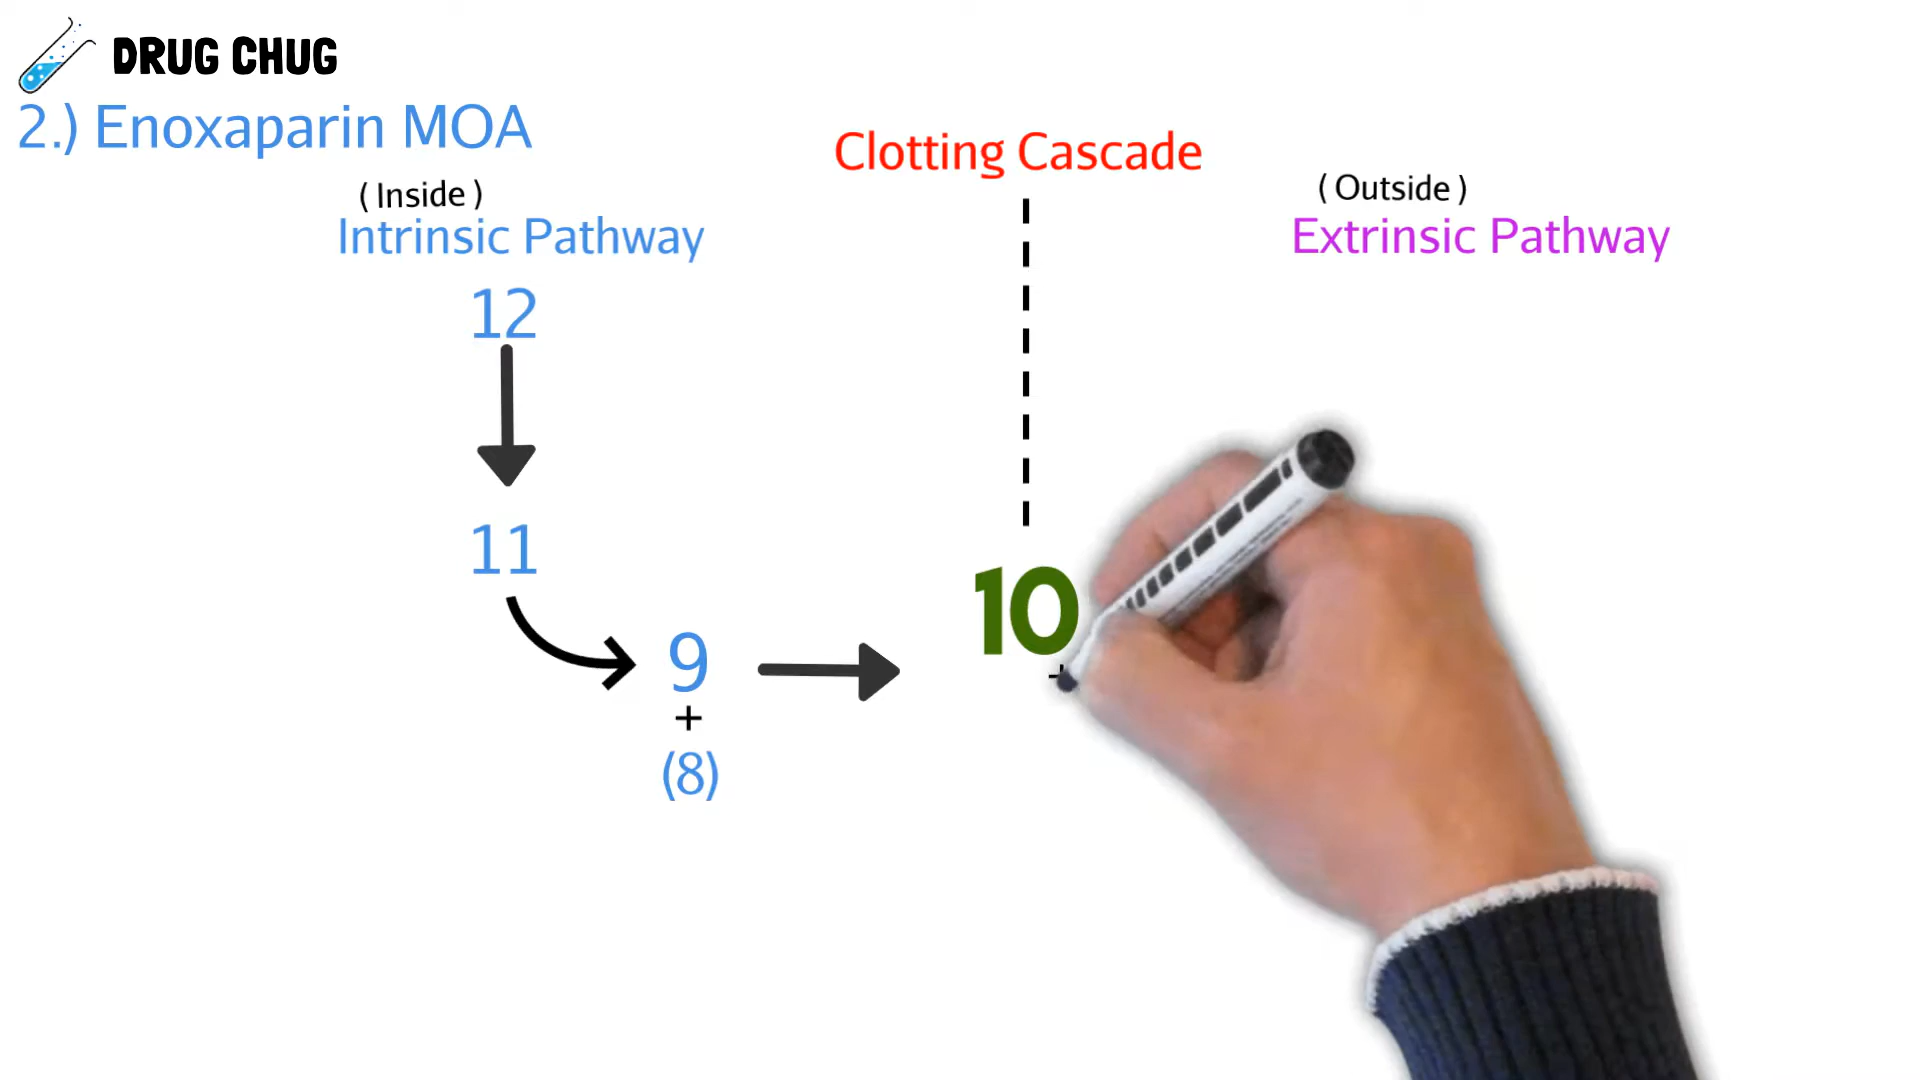 DRUG CHUG
2.) Enoxaparin MOA
Clotting Cascade
(Inside)
Intrinsic Pathway
(Outside)
Extrinsic Pathway
12
11
9
+
(8)
10
+